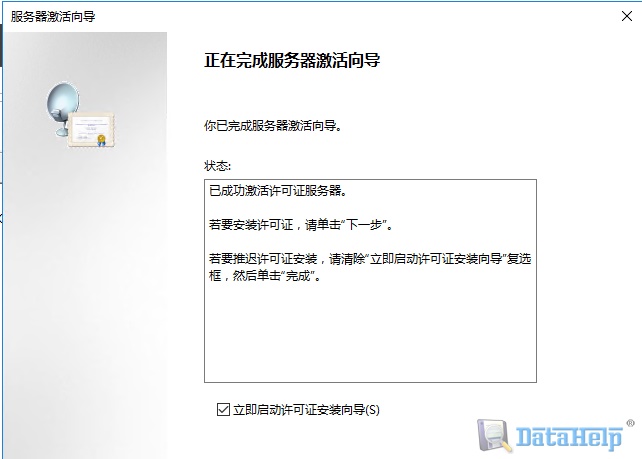 服务器激活向导
正在完成服务器激活向导
你已完成服务器激活向导。
状态:
已成功激活许可证服务器。
若要安装许可证，请单击“下一步”。
若要推迟许可证安装，请清除“立即启动许可证安装向导”复选
框，然后单击“完成”。
立即启动许可证安装向导(S)
DATAHELP®